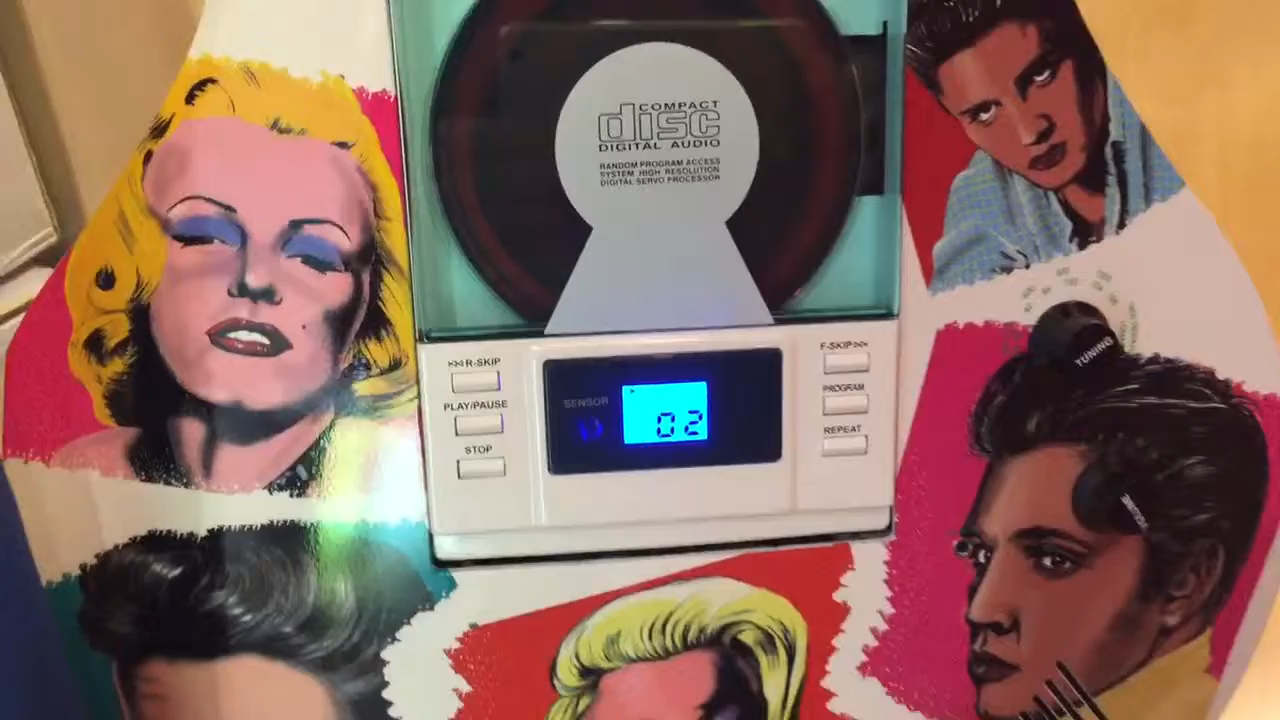 COMPACT
disc
DIGITAL AUDIO
RANDOM PROGRAM ACCESS
SYSTEM HIGH RESOLUTION
DIGITAL SERVO PROCESSOR
R-SKIP
PLAY/PAUSE
STOP
SENSOR
02
F-SKIP
PROGRAM
REPEAT
TUNING
VOLUME